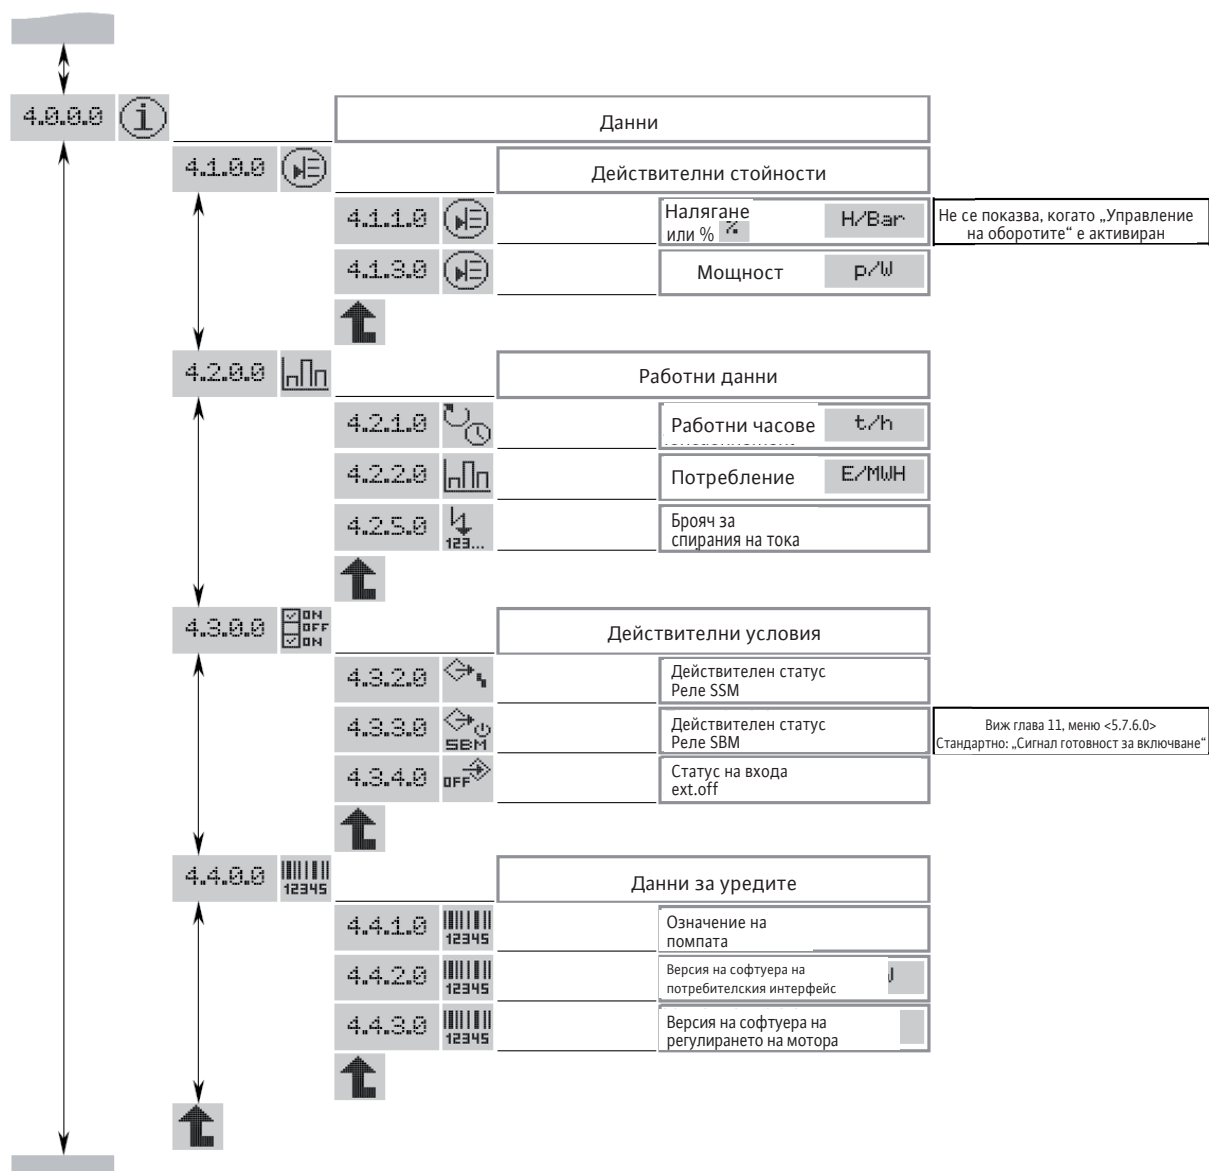 4.0.0.0 i Данни
4.1.0.0 Действителни стойности
4.1.1.0 Налягане H/Bar
или % %
Не се показва, когато „Управление
на оборотите“ е активиран
4.1.3.0 Мощност p/W
4.2.0.0 Работни данни
4.2.1.0 Работни часове t/h
4.2.2.0 Потребление E/MWH
4.2.5.0 123... Брояч за
спирания на тока
4.3.0.0 ON
OFF
ON
Действителни условия
4.3.2.0 Действителен статус
Реле SSM
4.3.3.0 SBM Действителен статус
Реле SBM
Виж глава 11, меню <5.7.6.0>
Стандартно: „Сигнал готовност за включване“
4.3.4.0 OFF Статус на входа
ext.off
4.4.0.0 12345 Данни за уредите
4.4.1.0 12345 Означение на
помпата
4.4.2.0 12345 Версия на софтуера на
потребителския интерфейс
4.4.3.0 12345 Версия на софтуера на
регулирането на мотора